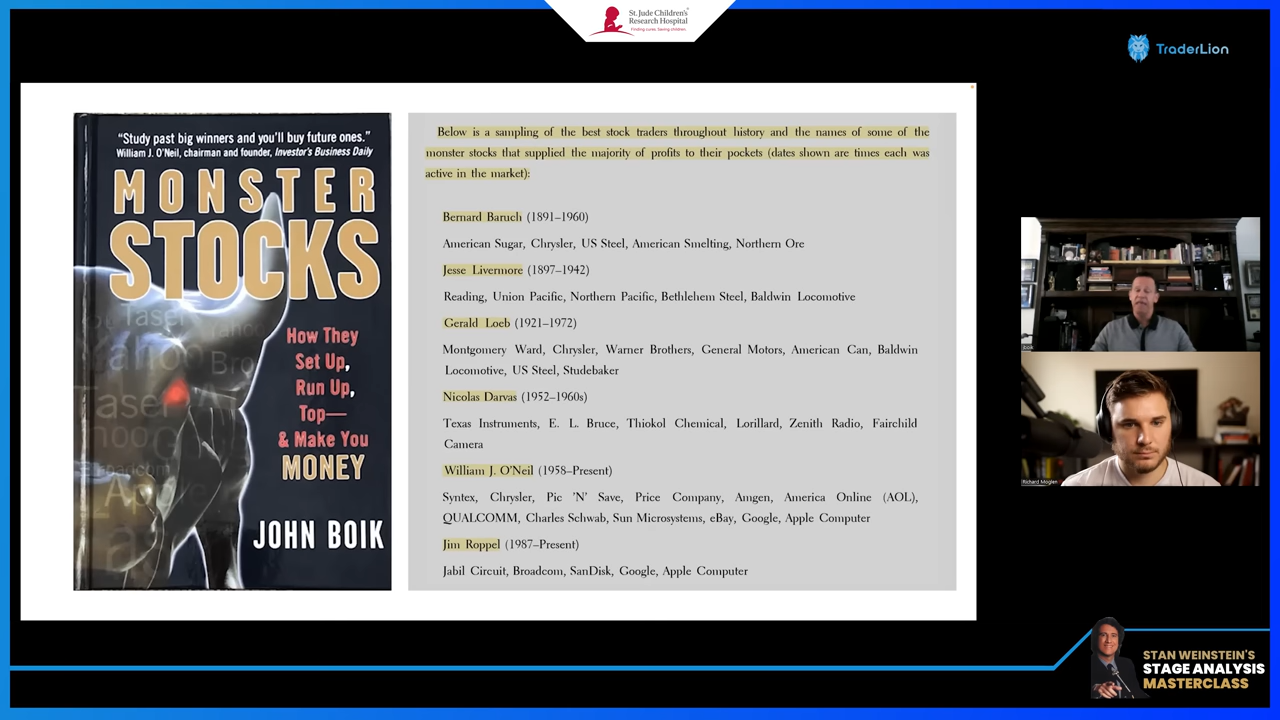 St. Jude Children's
Research Hospital
Finding cures. Saving children.
TraderLion
"Study past big winners and you'll buy future ones."
William J. O'Neil, chairman and founder, Investor's Business Daily
MONSTER
STOCKS
How They
Set Up,
Run Up,
Top—
& Make You
MONEY
JOHN BOIK
Taser
Yahoo
Bro
Taser
Below is a sampling of the best stock traders throughout history and the names of some of the
monster stocks that supplied the majority of profits to their pockets (dates shown are times each was
active in the market):
Bernard Baruch (1891–1960)
American Sugar, Chrysler, US Steel, American Smelting, Northern Ore
Jesse Livermore (1897–1942)
Reading, Union Pacific, Northern Pacific, Bethlehem Steel, Baldwin Locomotive
Gerald Loeb (1921–1972)
Montgomery Ward, Chrysler, Warner Brothers, General Motors, American Can, Baldwin
Locomotive, US Steel, Studebaker
Nicolas Darvas (1952–1960s)
Texas Instruments, E. L. Bruce, Thiokol Chemical, Lorillard, Zenith Radio, Fairchild
Camera
William J. O'Neil (1958–Present)
Syntex, Chrysler, Pic 'N' Save, Price Company, Amgen, America Online (AOL),
QUALCOMM, Charles Schwab, Sun Microsystems, eBay, Google, Apple Computer
Jim Roppel (1987–Present)
Jabil Circuit, Broadcom, SanDisk, Google, Apple Computer
Richard Moglen
STAN WEINSTEIN'S
STAGE ANALYSIS
MASTERCLASS